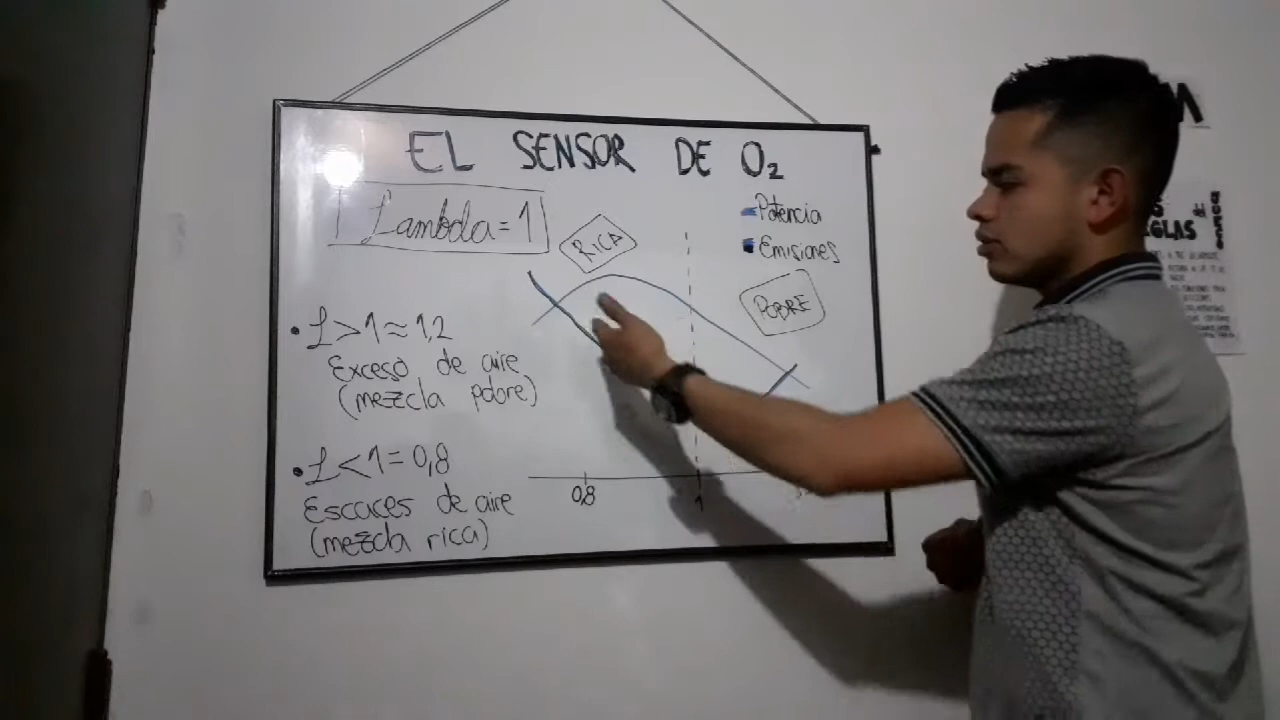 EL SENSOR DE O₂
Lambda = 1
RICA
Potencia
Emisiones
POBRE
• L > 1 ≈ 1,2
Exceso de aire
(mezcla pobre)
• L < 1 = 0,8
Escaces de aire
(mezcla rica)
0,8
1